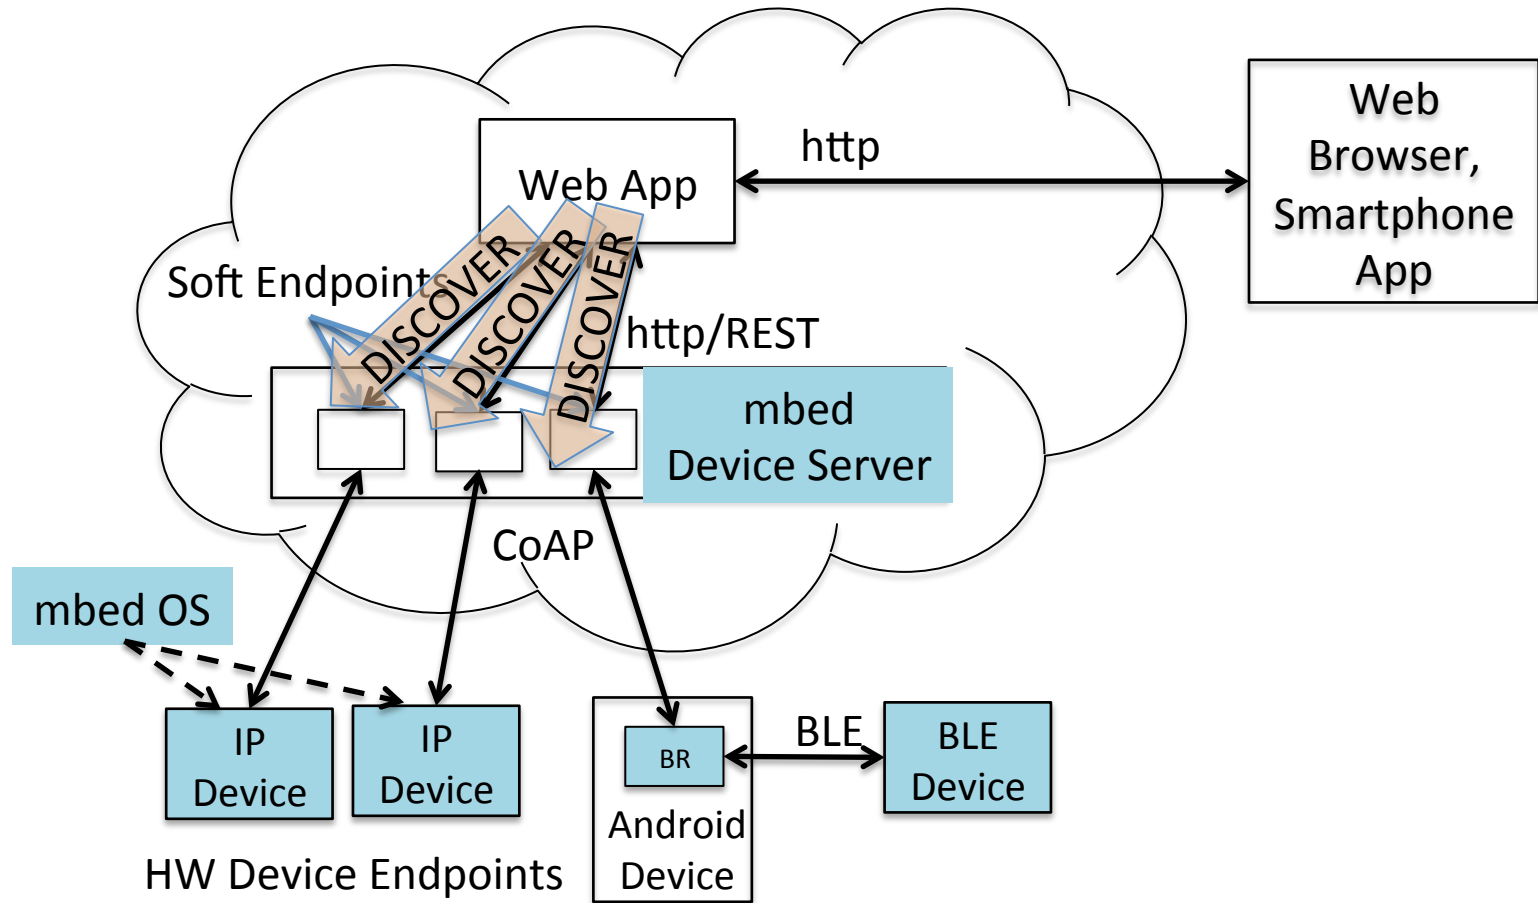 Web
Browser,
Smartphone
App
http
Web App
Soft Endpoints
DISCOVER
DISCOVER
DISCOVER
http/REST
mbed
Device Server
CoAP
mbed OS
IP
Device
IP
Device
BR
BLE
BLE
Device
Android
Device
HW Device Endpoints